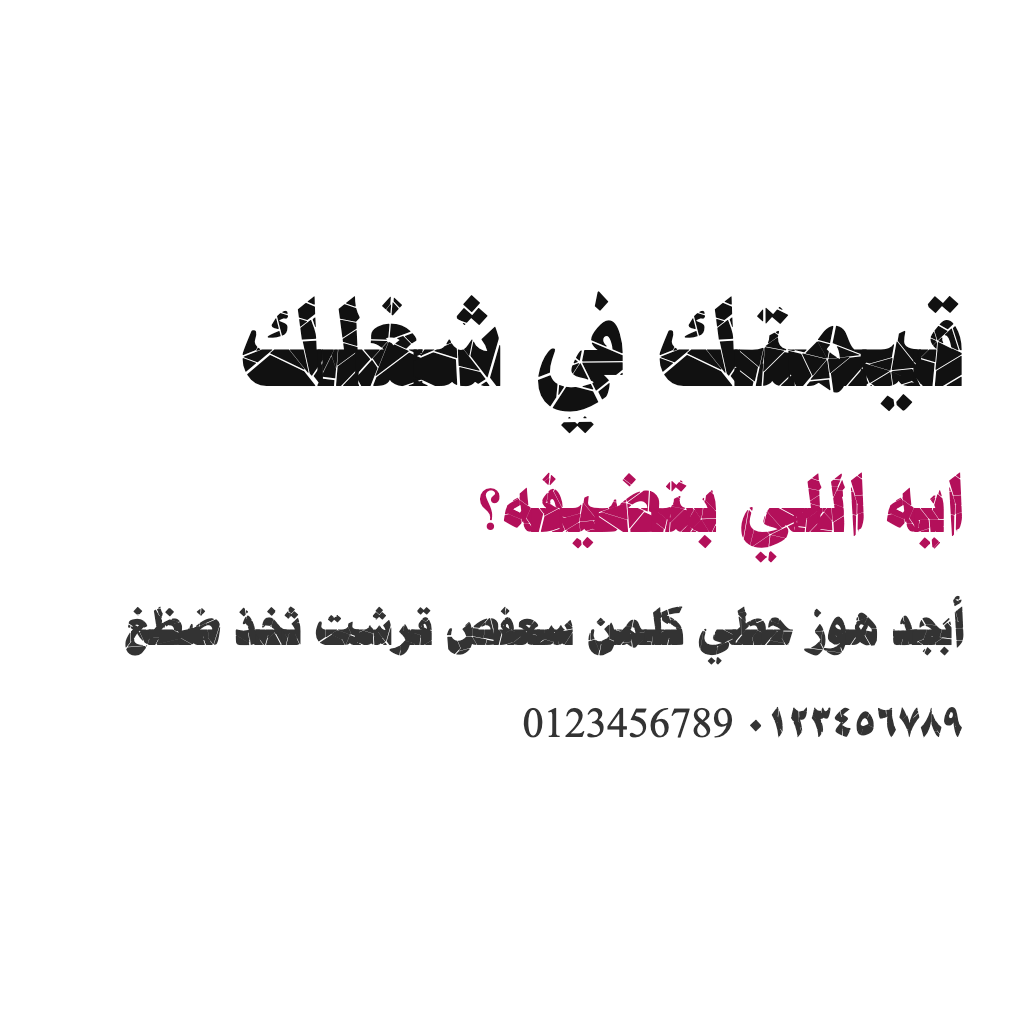 قيمتك في شغلك
ايه اللي بتضيفه؟
أبجد هوز حطي كلمن سعفص قرشت ثخذ ضظغ
٠١٢٣٤٥٦٧٨٩ 0123456789